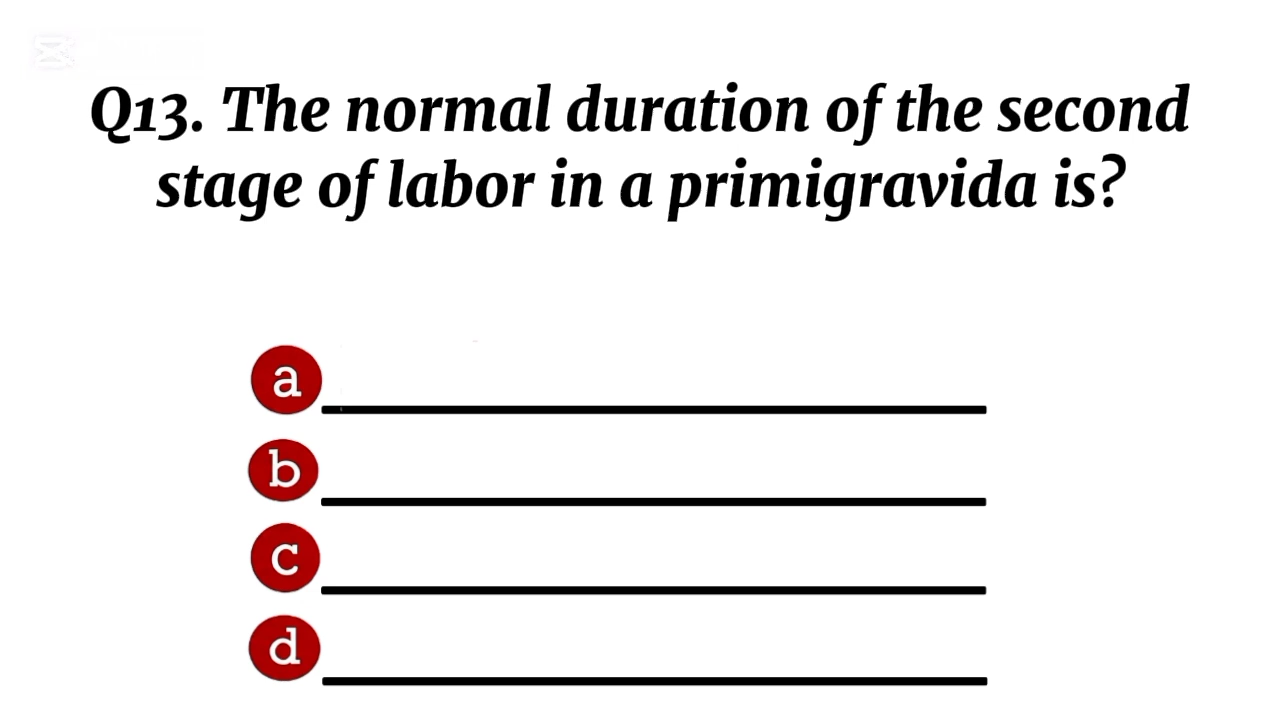 Q13. The normal duration of the second
stage of labor in a primigravida is?
a
b
c
d